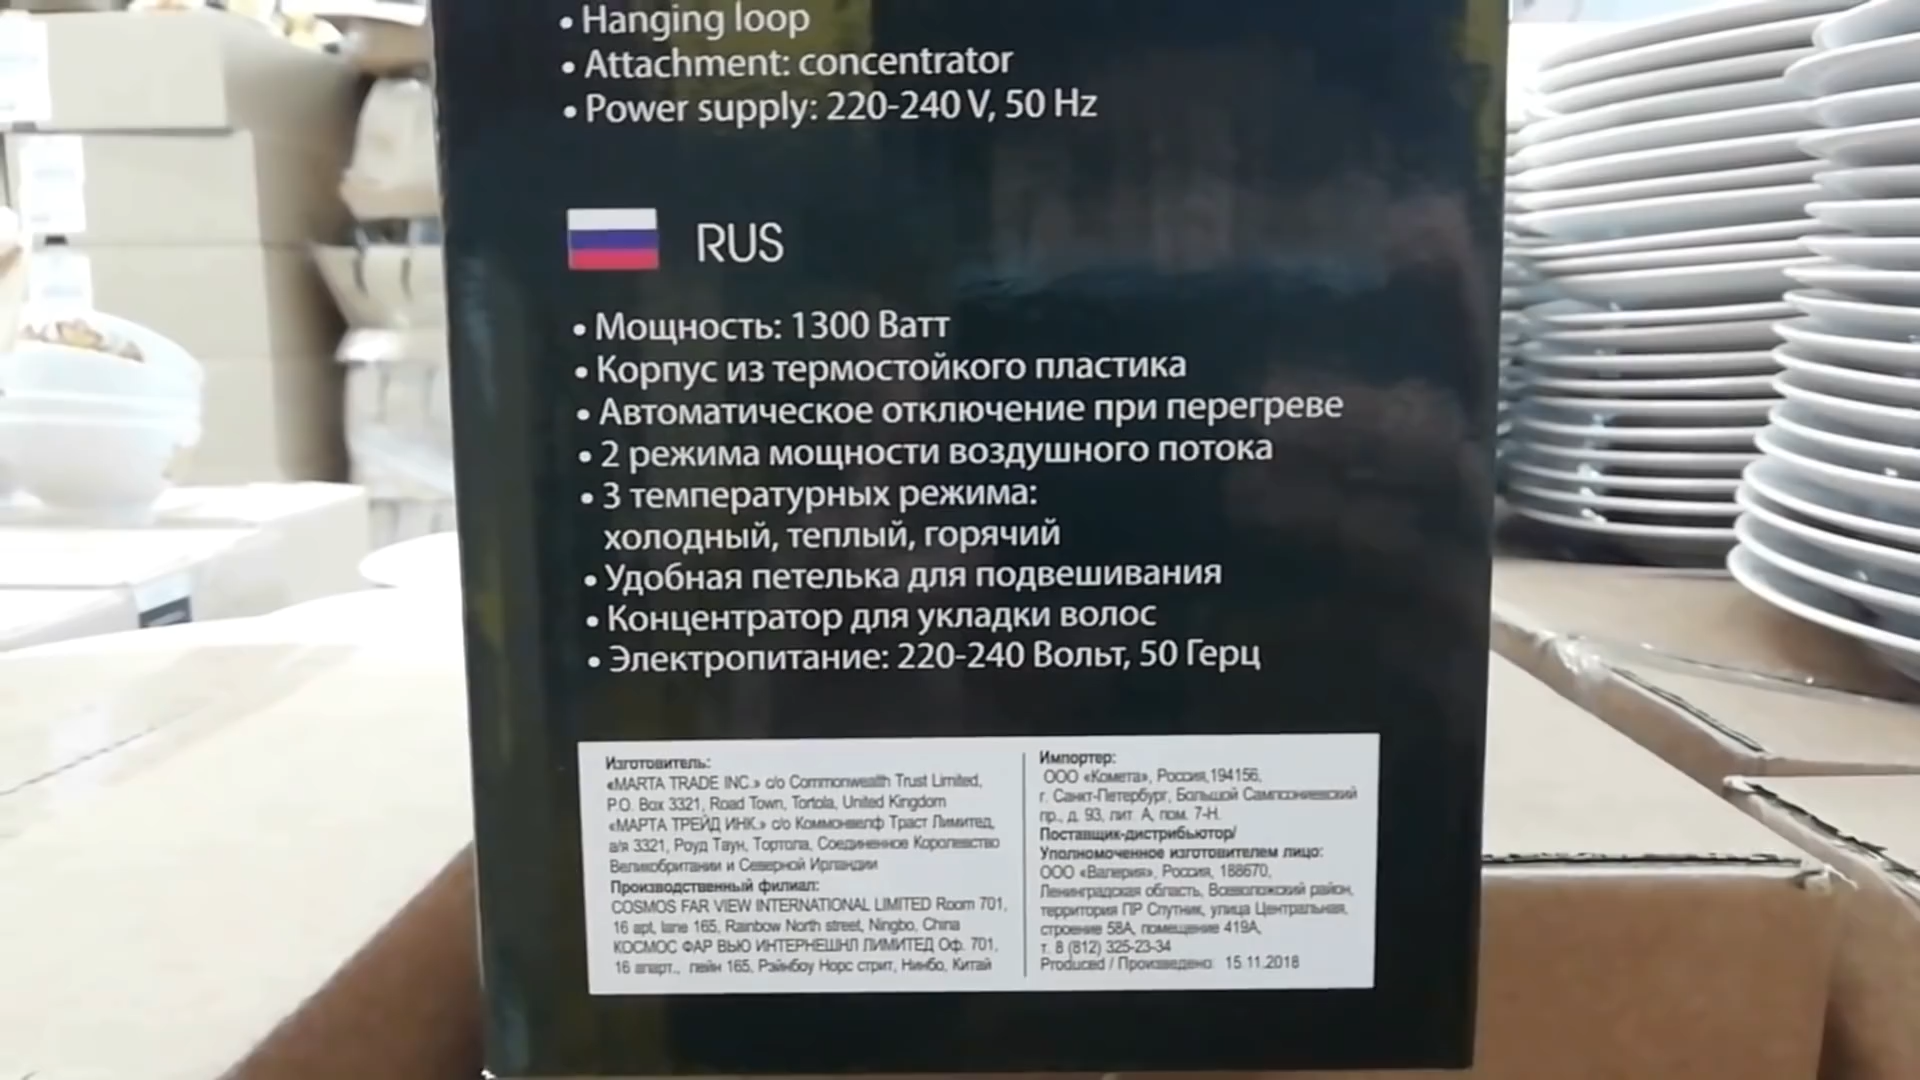 • Hanging loop
• Attachment: concentrator
• Power supply: 220-240 V, 50 Hz
RUS
• Мощность: 1300 Ватт
• Корпус из термостойкого пластика
• Автоматическое отключение при перегреве
• 2 режима мощности воздушного потока
• 3 температурных режима:
холодный, теплый, горячий
• Удобная петелька для подвешивания
• Концентратор для укладки волос
• Электропитание: 220-240 Вольт, 50 Герц
Изготовитель:
«MARTA TRADE INC.» c/o Commonwealth Trust Limited,
P.O. Box 3321, Road Town, Tortola, United Kingdom
«МАРТА ТРЕЙД ИНК.» c/o Коммонвелф Траст Лимитед,
а/я 3321, Роуд Таун, Тортола, Соединенное Королевство
Великобритании и Северной Ирландии
Производственный филиал:
COSMOS FAR VIEW INTERNATIONAL LIMITED Room 701,
16 apt, lane 165, Rainbow North street, Ningbo, China
КОСМОС ФАР ВЬЮ ИНТЕРНЕШНЛ ЛИМИТЕД Оф. 701,
16 апарт., лейн 165, Рэйнбоу Норс стрит, Нинбо, Китай
Импортер:
ООО «Комета», Россия, 194156,
г. Санкт-Петербург, Большой Сампсониевский
пр., д. 93, лит. А, пом. 7-Н.
Поставщик-дистрибьютор/
Уполномоченное изготовителем лицо:
ООО «Валерия», Россия, 188670,
Ленинградская область, Всеволожский район,
территория ПР Спутник, улица Центральная,
строение 58А, помещение 419А,
т. 8 (812) 325-23-34
Produced / Произведено: 15.11.2018